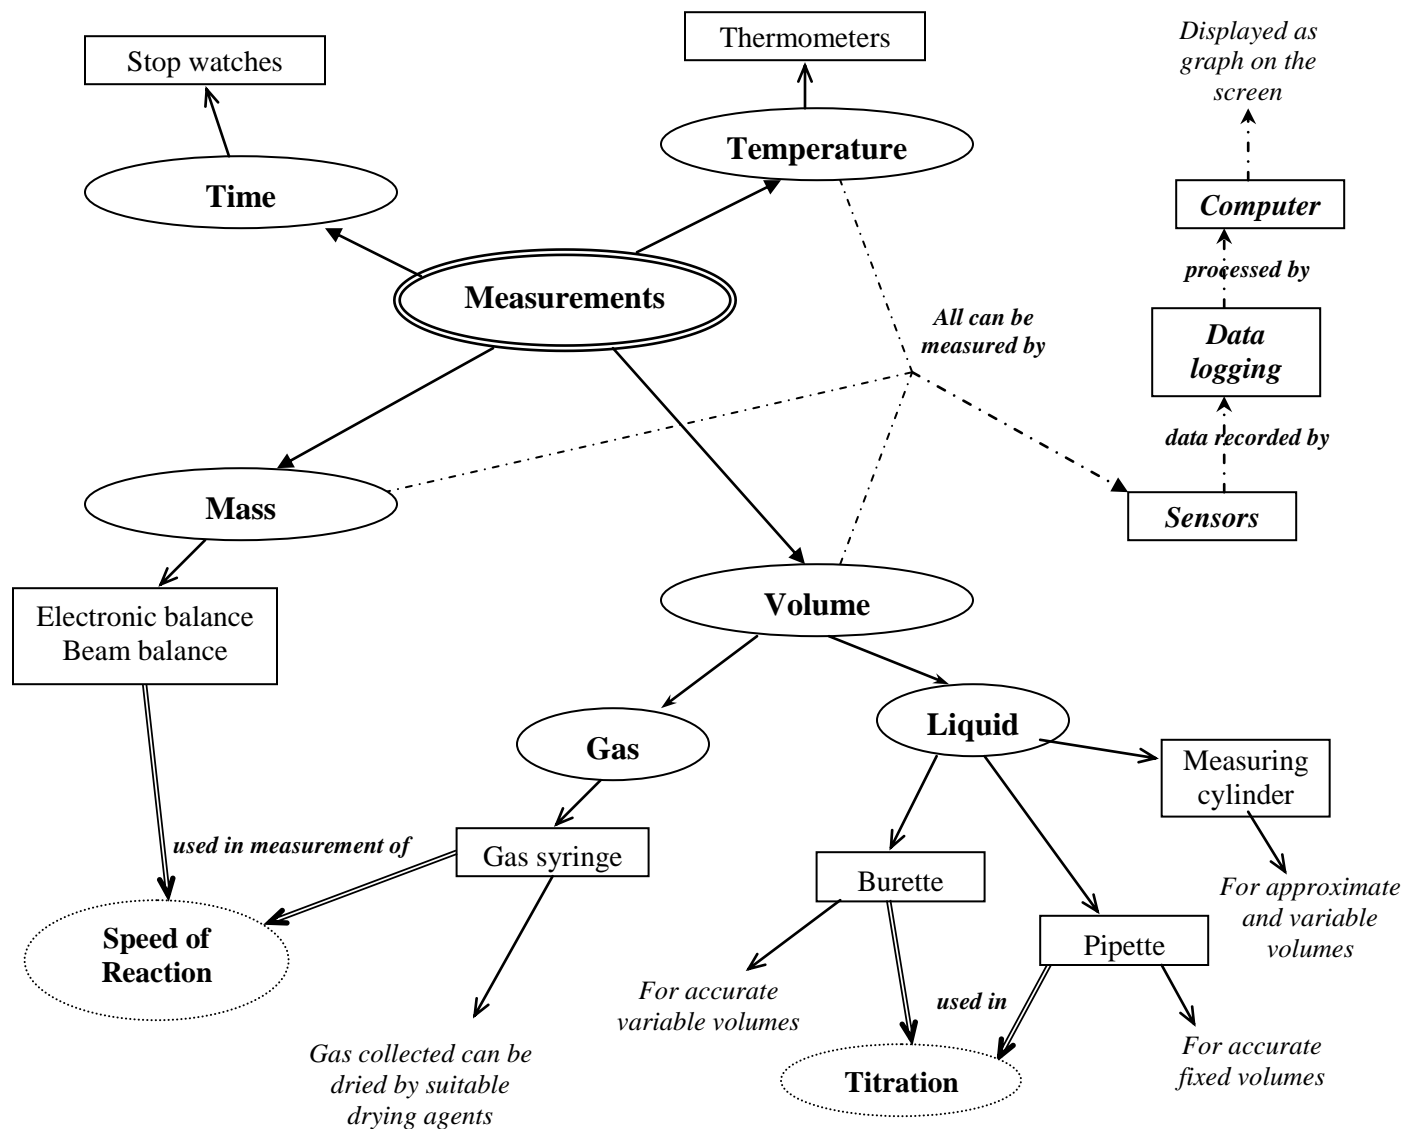 Stop watches
Thermometers
Displayed as
graph on the
screen
Time
Temperature
Computer
processed by
Measurements
All can be
measured by
Data
logging
data recorded by
Mass
Sensors
Electronic balance
Beam balance
Volume
Gas
Liquid
Measuring
cylinder
used in measurement of
Gas syringe
Burette
For approximate
and variable
volumes
Speed of
Reaction
Pipette
For accurate
variable volumes
used in
Gas collected can be
dried by suitable
drying agents
Titration
For accurate
fixed volumes